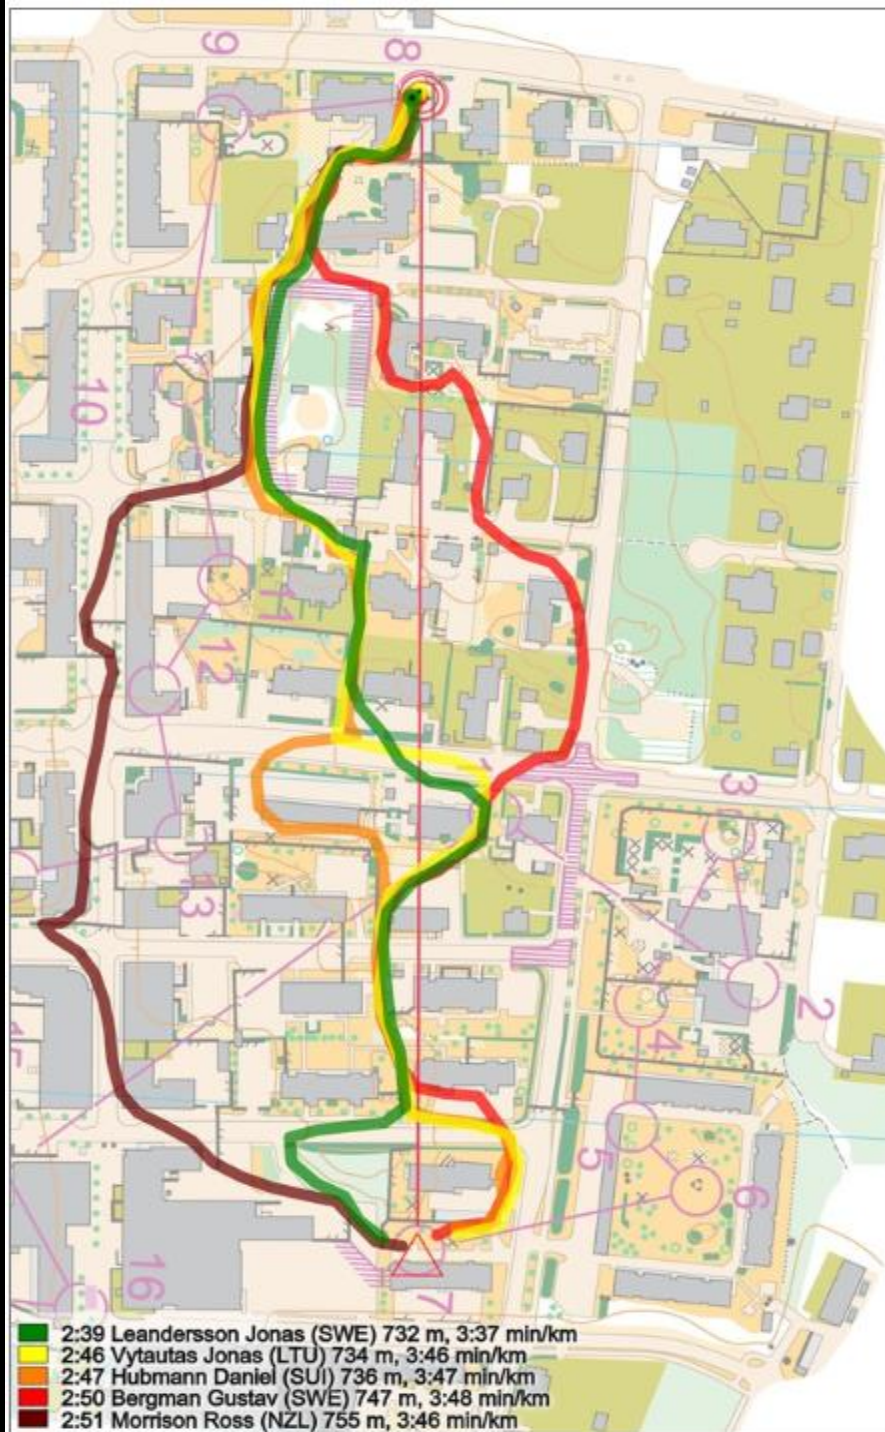 9
8
10
11
12
3
13
2
4
5
6
16
7
2:39 Leandersson Jonas (SWE) 732 m, 3:37 min/km
2:46 Vytautas Jonas (LTU) 734 m, 3:46 min/km
2:47 Hubmann Daniel (SUI) 736 m, 3:47 min/km
2:50 Bergman Gustav (SWE) 747 m, 3:48 min/km
2:51 Morrison Ross (NZL) 755 m, 3:46 min/km